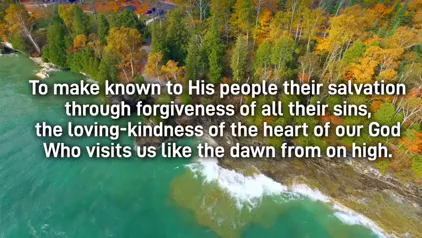 To make known to His people their salvation
through forgiveness of all their sins,
the loving-kindness of the heart of our God
Who visits us like the dawn from on high.